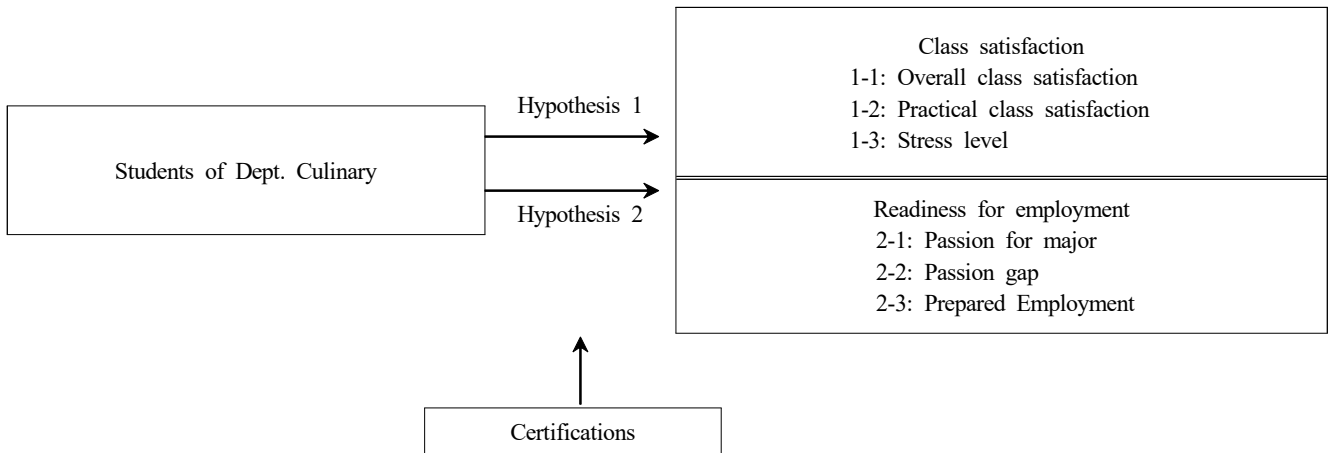 Class satisfaction
1-1: Overall class satisfaction
1-2: Practical class satisfaction
1-3: Stress level
Hypothesis 1
Students of Dept. Culinary
Hypothesis 2
Readiness for employment
2-1: Passion for major
2-2: Passion gap
2-3: Prepared Employment
Certifications